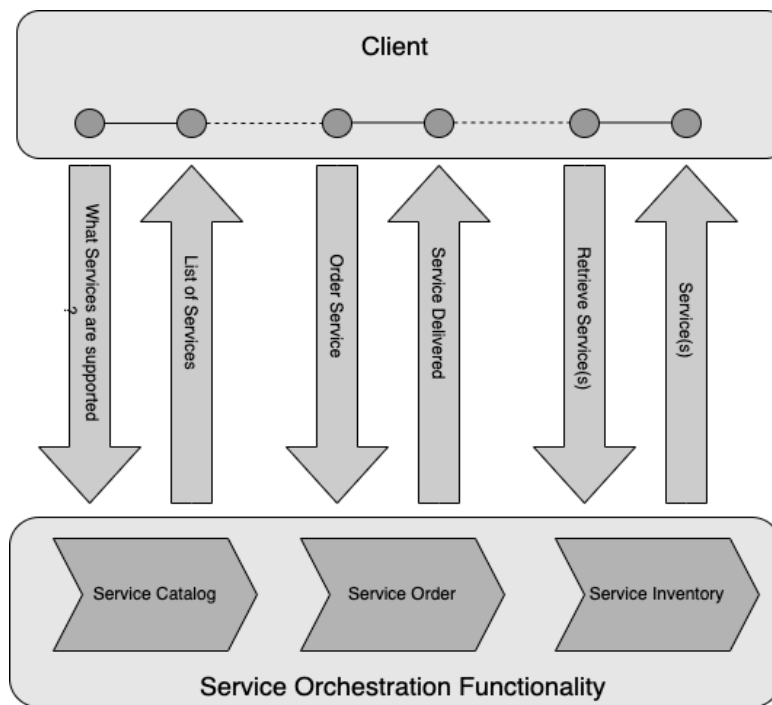 Client
What Services are supported
?
List of Services
Order Service
Service Delivered
Retrieve Service(s)
Service(s)
Service Catalog
Service Order
Service Inventory
Service Orchestration Functionality